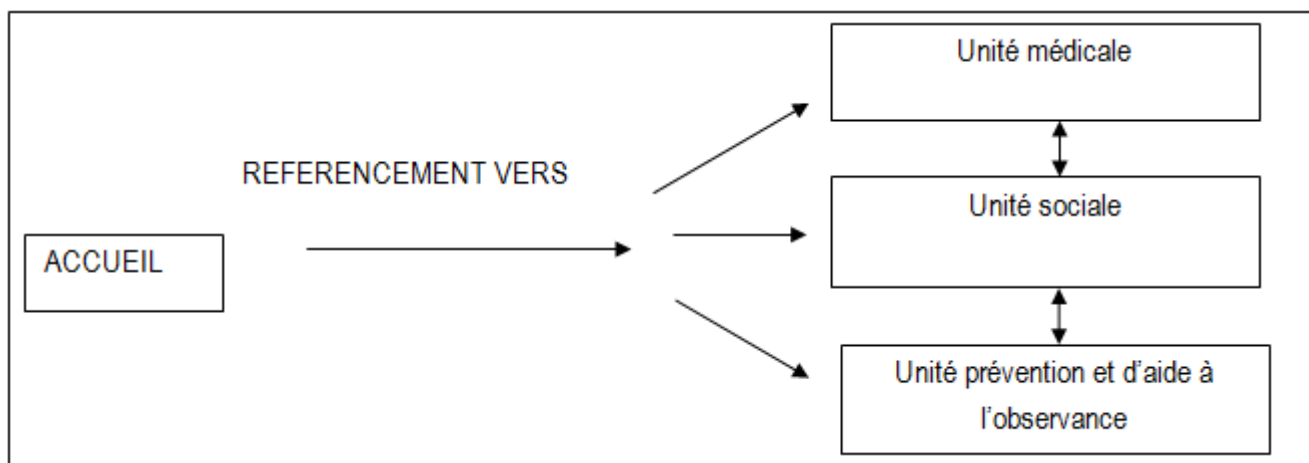 Unité médicale
REFERENCEMENT VERS
Unité sociale
ACCUEIL
Unité prévention et d'aide à
l'observance